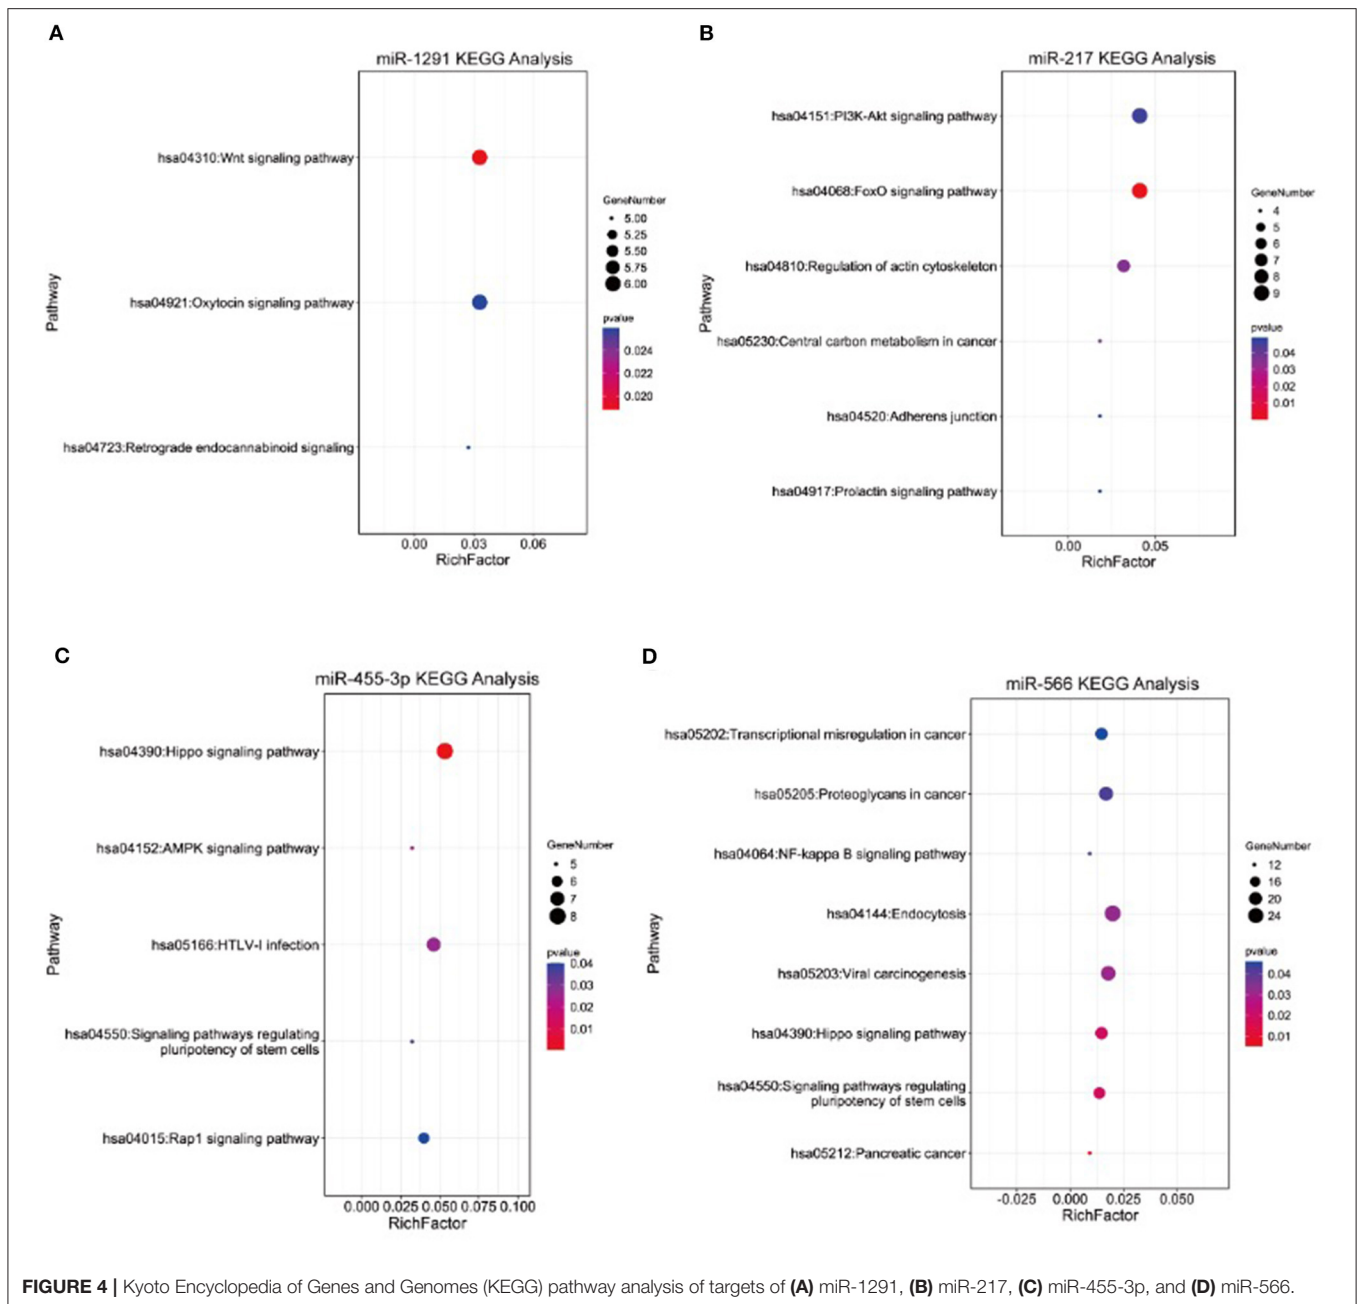 A
miR-1291 KEGG Analysis
hsa04310:Wnt signaling pathway
hsa04921:Oxytocin signaling pathway
hsa04723:Retrograde endocannabinoid signaling
Pathway
0.00 0.03 0.06
RichFactor
GeneNumber
5.00
5.25
5.50
5.75
6.00
pvalue
0.024
0.022
0.020
B
miR-217 KEGG Analysis
hsa04151:PI3K-Akt signaling pathway
hsa04068:FoxO signaling pathway
hsa04810:Regulation of actin cytoskeleton
hsa05230:Central carbon metabolism in cancer
hsa04520:Adherens junction
hsa04917:Prolactin signaling pathway
Pathway
0.00 0.05
RichFactor
GeneNumber
4
5
6
7
8
9
pvalue
0.04
0.03
0.02
0.01
C
miR-455-3p KEGG Analysis
hsa04390:Hippo signaling pathway
hsa04152:AMPK signaling pathway
hsa05166:HTLV-I infection
hsa04550:Signaling pathways regulating
pluripotency of stem cells
hsa04015:Rap1 signaling pathway
Pathway
0.000 0.025 0.050 0.075 0.100
RichFactor
GeneNumber
5
6
7
8
pvalue
0.04
0.03
0.02
0.01
D
miR-566 KEGG Analysis
hsa05202:Transcriptional misregulation in cancer
hsa05205:Proteoglycans in cancer
hsa04064:NF-kappa B signaling pathway
hsa04144:Endocytosis
hsa05203:Viral carcinogenesis
hsa04390:Hippo signaling pathway
hsa04550:Signaling pathways regulating
pluripotency of stem cells
hsa05212:Pancreatic cancer
Pathway
-0.025 0.000 0.025 0.050
RichFactor
GeneNumber
12
16
20
24
pvalue
0.04
0.03
0.02
0.01
FIGURE 4 | Kyoto Encyclopedia of Genes and Genomes (KEGG) pathway analysis of targets of (A) miR-1291, (B) miR-217, (C) miR-455-3p, and (D) miR-566.